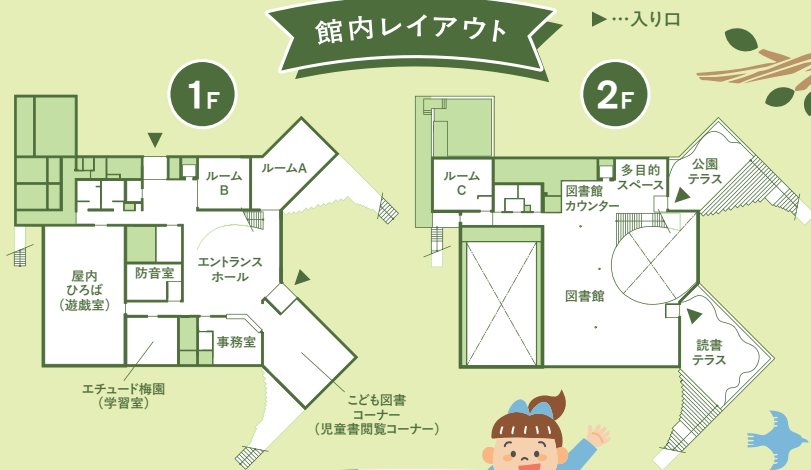 館内レイアウト
▶…入り口
1F
2F
ルームA
ルーム
B
エントランス
ホール
防音室
屋内
ひろば
（遊戯室）
事務室
エチュード梅園
（学習室）
こども図書
コーナー
（児童書閲覧コーナー）
ルーム
C
多目的
スペース
公園
テラス
図書館
カウンター
図書館
読書
テラス